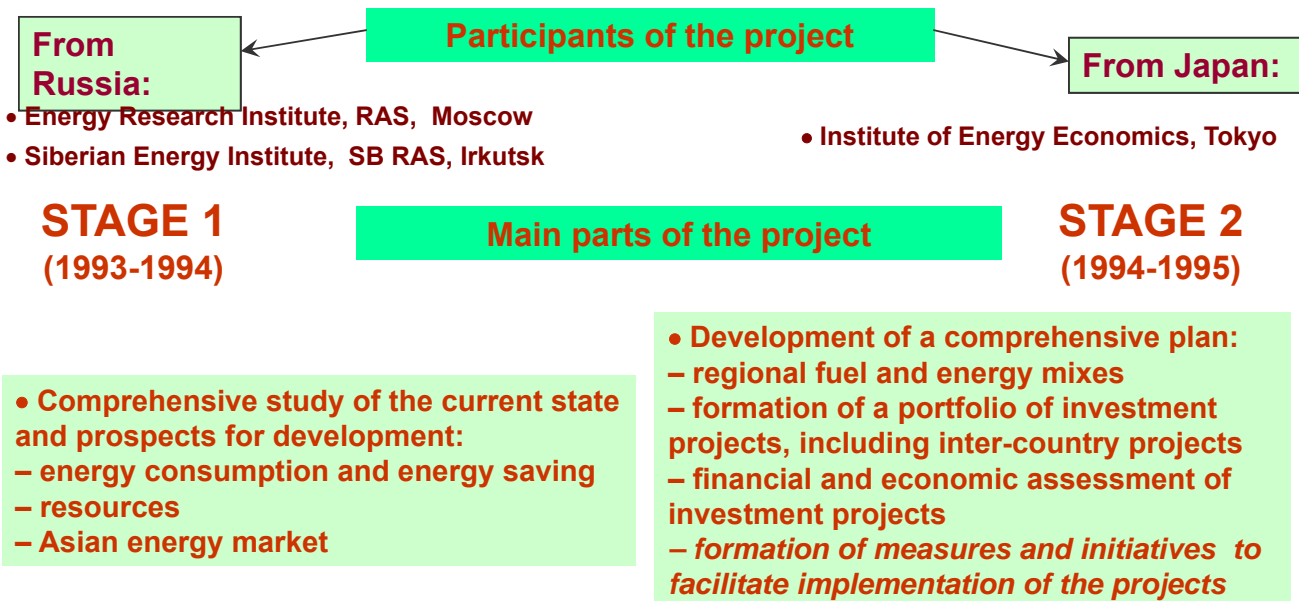 Participants of the project
From
Russia:
From Japan:
• Energy Research Institute, RAS, Moscow
• Siberian Energy Institute, SB RAS, Irkutsk
• Institute of Energy Economics, Tokyo
STAGE 1
(1993-1994)
Main parts of the project
STAGE 2
(1994-1995)
• Comprehensive study of the current state
and prospects for development:
– energy consumption and energy saving
– resources
– Asian energy market
• Development of a comprehensive plan:
– regional fuel and energy mixes
– formation of a portfolio of investment
projects, including inter-country projects
– financial and economic assessment of
investment projects
– formation of measures and initiatives to
facilitate implementation of the projects